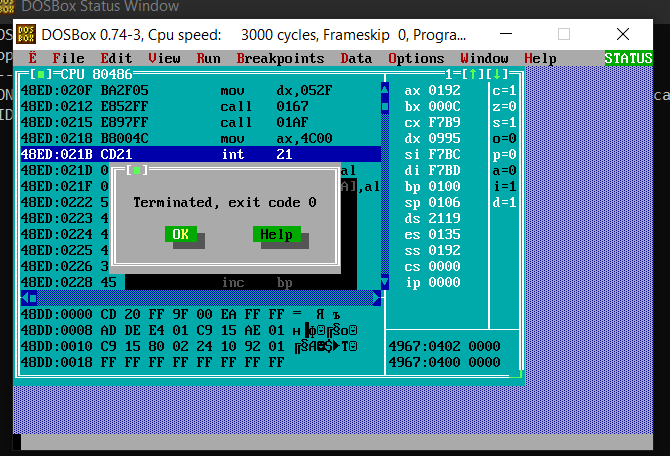 DOSBox Status Window
DOSBox 0.74-3, Cpu speed: 3000 cycles, Frameskip 0, Progra...
Ë File Edit View Run Breakpoints Data Options Window Help STATUS
[■]=CPU 80486 1=[↑][↓]
48ED:020F BA2F05 mov dx,052F ax 0192 c=1
48ED:0212 E852FF call 0167 bx 000C z=0
48ED:0215 E897FF call 01AF cx F7B9 s=1
48ED:0218 B8004C mov ax,4C00 dx 0995 o=0
48ED:021B CD21 int 21 si F7BC p=0
48ED:021D 0 al di F7BD a=0
48ED:021F 0 A],al bp 0100 i=1
48ED:0222 5 sp 0106 d=1
48ED:0223 4 ds 2119
48ED:0224 4 es 0135
48ED:0225 4 ss 0192
48ED:0226 3 cs 0000
48ED:0228 45 inc bp ip 0000
[■]
Terminated, exit code 0
OK Help
48DD:0000 CD 20 FF 9F 00 EA FF FF = Я ъ
48DD:0008 AD DE E4 01 C9 15 AE 01
48DD:0010 C9 15 80 02 24 10 92 01 4967:0402 0000
48DD:0018 FF FF FF FF FF FF FF FF 4967:0400 0000